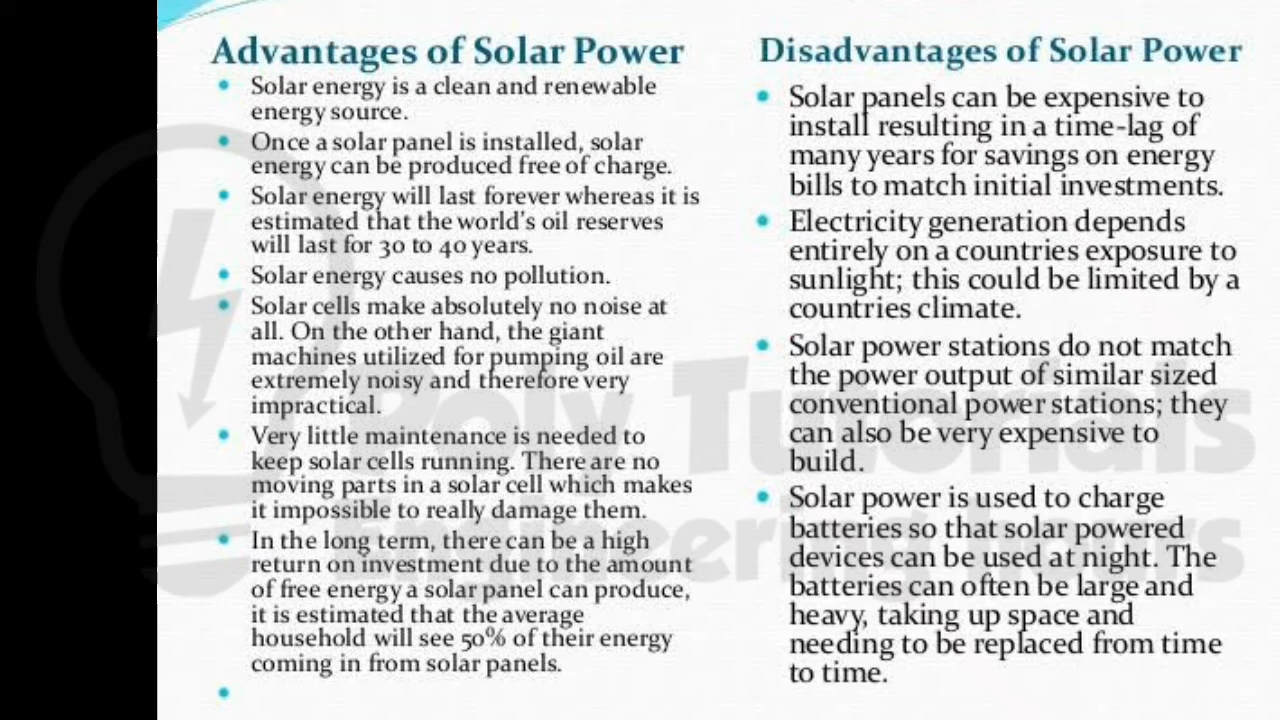 Advantages of Solar Power
Solar energy is a clean and renewable
energy source.
Once a solar panel is installed, solar
energy can be produced free of charge.
Solar energy will last forever whereas it is
estimated that the world's oil reserves
will last for 30 to 40 years.
Solar energy causes no pollution.
Solar cells make absolutely no noise at
all. On the other hand, the giant
machines utilized for pumping oil are
extremely noisy and therefore very
impractical.
Very little maintenance is needed to
keep solar cells running. There are no
moving parts in a solar cell which makes
it impossible to really damage them.
In the long term, there can be a high
return on investment due to the amount
of free energy a solar panel can produce,
it is estimated that the average
household will see 50% of their energy
coming in from solar panels.
Disadvantages of Solar Power
Solar panels can be expensive to
install resulting in a time-lag of
many years for savings on energy
bills to match initial investments.
Electricity generation depends
entirely on a countries exposure to
sunlight; this could be limited by a
countries climate.
Solar power stations do not match
the power output of similar sized
conventional power stations; they
can also be very expensive to
build.
Solar power is used to charge
batteries so that solar powered
devices can be used at night. The
batteries can often be large and
heavy, taking up space and
needing to be replaced from time
to time.
Poly Tutorials
Engineering